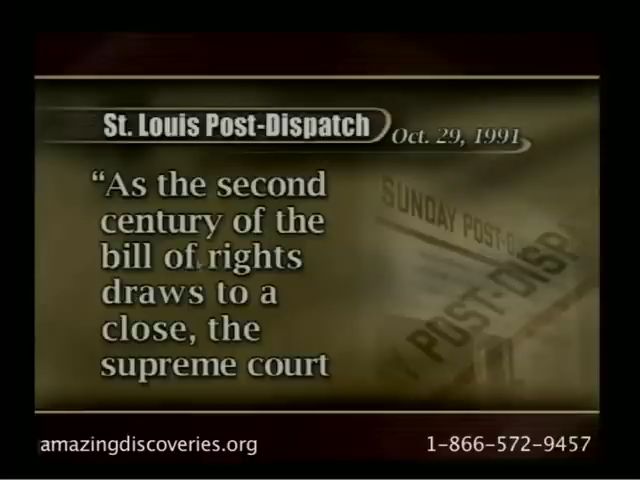 St. Louis Post-Dispatch
Oct. 29, 1991
“As the second
century of the
bill of rights
draws to a
close, the
supreme court
SUNDAY POST-D
Y POST-DISP
amazingdiscoveries.org
1-866-572-9457